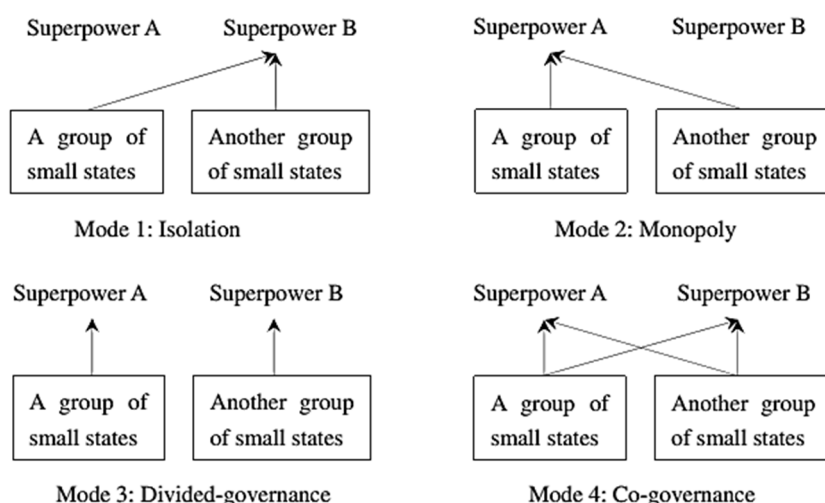 Superpower A Superpower B
A group of
small states
Another group
of small states
Mode 1: Isolation
Superpower A Superpower B
A group of
small states
Another group
of small states
Mode 2: Monopoly
Superpower A Superpower B
A group of
small states
Another group
of small states
Mode 3: Divided-governance
Superpower A Superpower B
A group of
small states
Another group
of small states
Mode 4: Co-governance